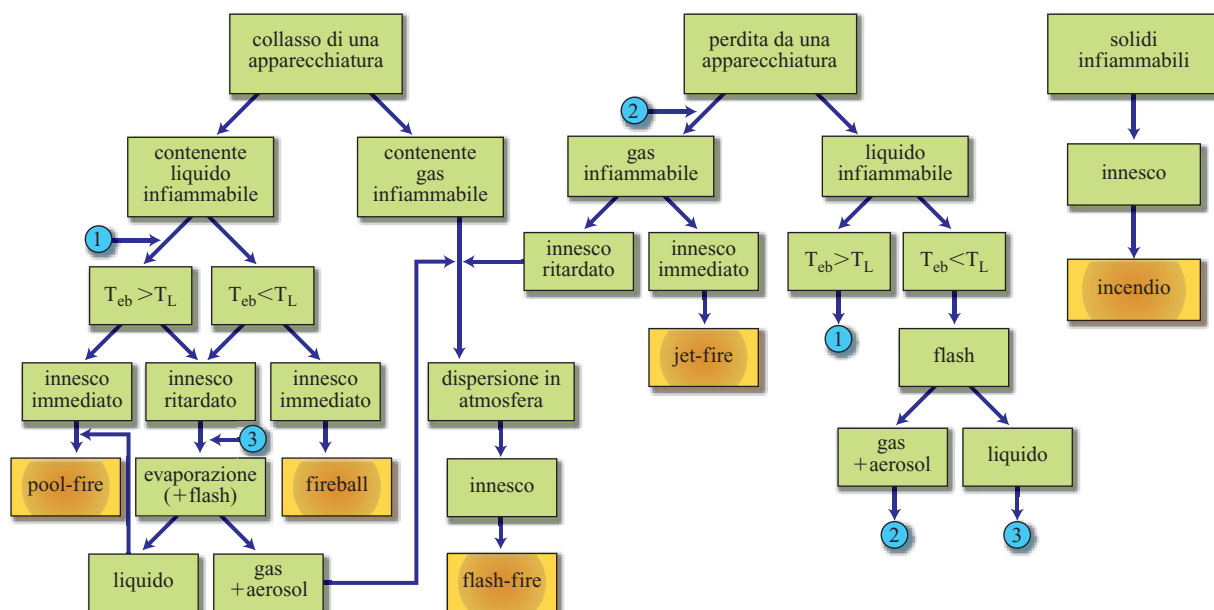 collasso di una
apparecchiatura
perdita da una
apparecchiatura
solidi
infiammabili
2
contenente
liquido
infiammabile
contenente
gas
infiammabile
gas
infiammabile
liquido
infiammabile
innesco
1
innesco
ritardato
innesco
immediato
Teb>TL
Teb<TL
Teb>TL
Teb<TL
incendio
1
jet-fire
flash
innesco
immediato
innesco
ritardato
innesco
immediato
dispersione in
atmosfera
3
gas
+aerosol
liquido
pool-fire
evaporazione
(+flash)
fireball
innesco
2
3
liquido
gas
+aerosol
flash-fire